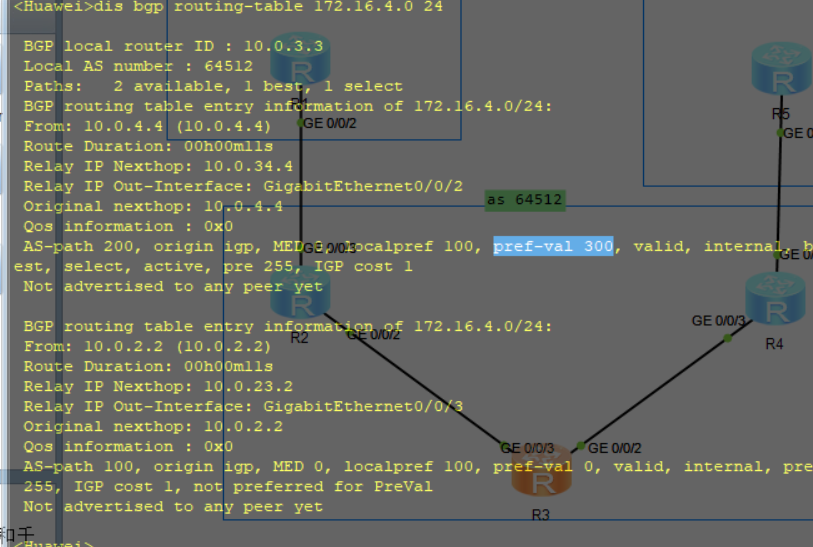 <Huawei>dis bgp routing-table 172.16.4.0 24
BGP local router ID : 10.0.3.3
Local AS number : 64512
Paths:   2 available, 1 best, 1 select
BGP routing table entry information of 172.16.4.0/24:
From: 10.0.4.4 (10.0.4.4)
Route Duration: 00h00m11s
Relay IP Nexthop: 10.0.34.4
Relay IP Out-Interface: GigabitEthernet0/0/2
Original nexthop: 10.0.4.4
Qos information : 0x0
AS-path 200, origin igp, MED localpref 100, pref-val 300, valid, internal, b
est, select, active, pre 255, IGP cost 1
Not advertised to any peer yet
BGP routing table entry information of 172.16.4.0/24:
From: 10.0.2.2 (10.0.2.2)
Route Duration: 00h00m11s
Relay IP Nexthop: 10.0.23.2
Relay IP Out-Interface: GigabitEthernet0/0/3
Original nexthop: 10.0.2.2
Qos information : 0x0
AS-path 100, origin igp, MED 0, localpref 100, pref-val 0, valid, internal, pre
255, IGP cost 1, not preferred for PreVal
Not advertised to any peer yet
<Huawei>
R1
GE 0/0/2
R5
GE 0
as 64512
GE 0/0/3
GE 0/
R2
GE 0/0/2
GE 0/0/3
R4
GE 0/0/3
GE 0/0/2
R3
和千